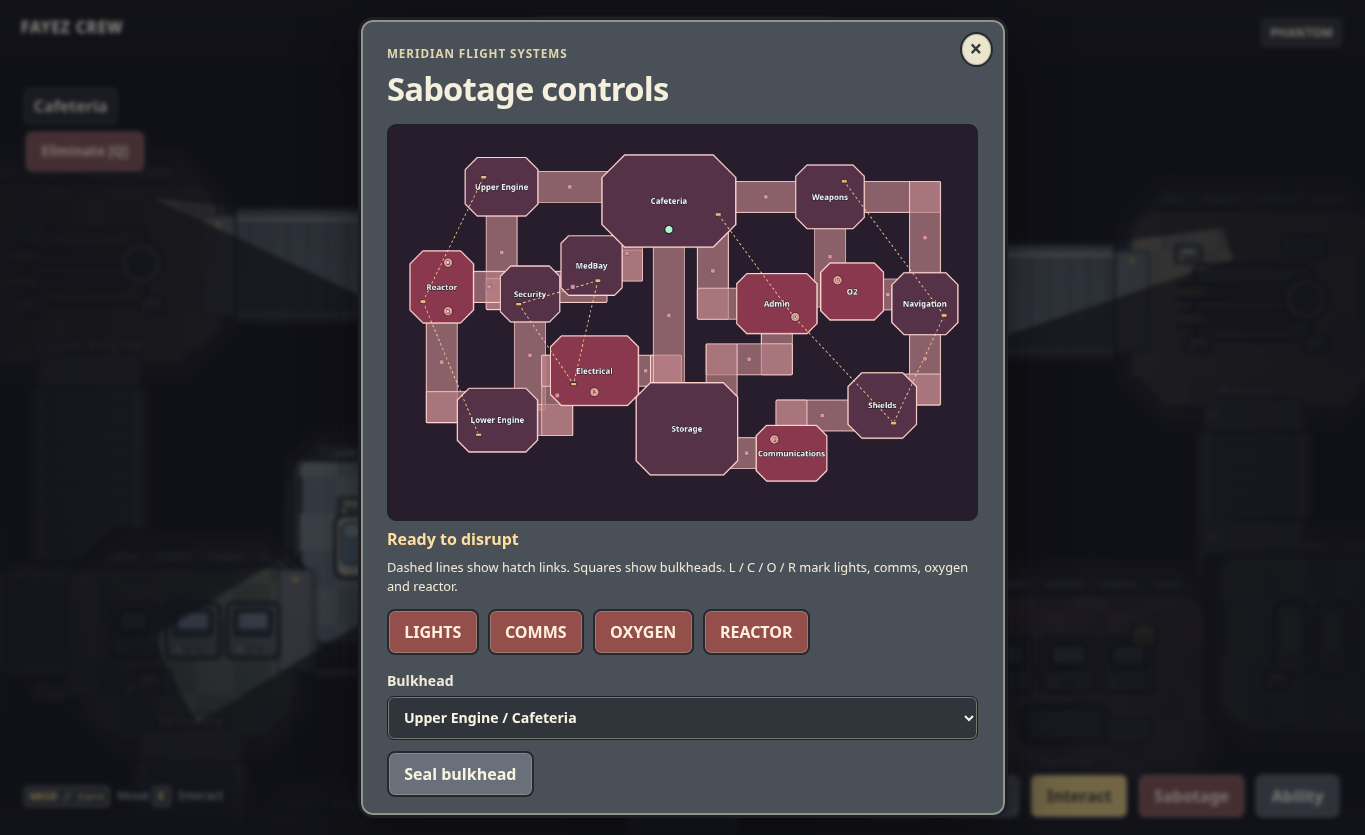 FAYEZ CREW
PHANTOM
Cafeteria
Eliminate [Q]
MERIDIAN FLIGHT SYSTEMS
×
Sabotage controls
Upper Engine
Cafeteria
Weapons
MedBay
Reactor
Security
O2
Admin
Navigation
Electrical
Shields
Lower Engine
Storage
Communications
Ready to disrupt
Dashed lines show hatch links. Squares show bulkheads. L / C / O / R mark lights, comms, oxygen
and reactor.
LIGHTS
COMMS
OXYGEN
REACTOR
Bulkhead
Upper Engine / Cafeteria
Seal bulkhead
Move
Interact
Interact
Sabotage
Ability